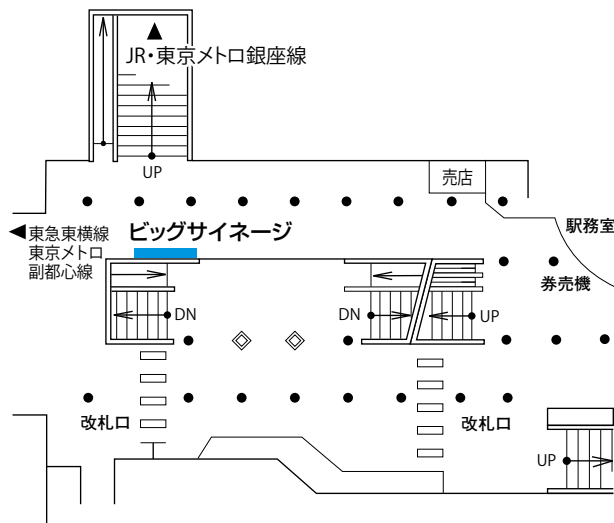 ▲
JR・東京メトロ銀座線
UP
売店
◀東急東横線
東京メトロ
副都心線
ビッグサイネージ
駅務室
券売機
DN
DN
UP
改札口
改札口
UP